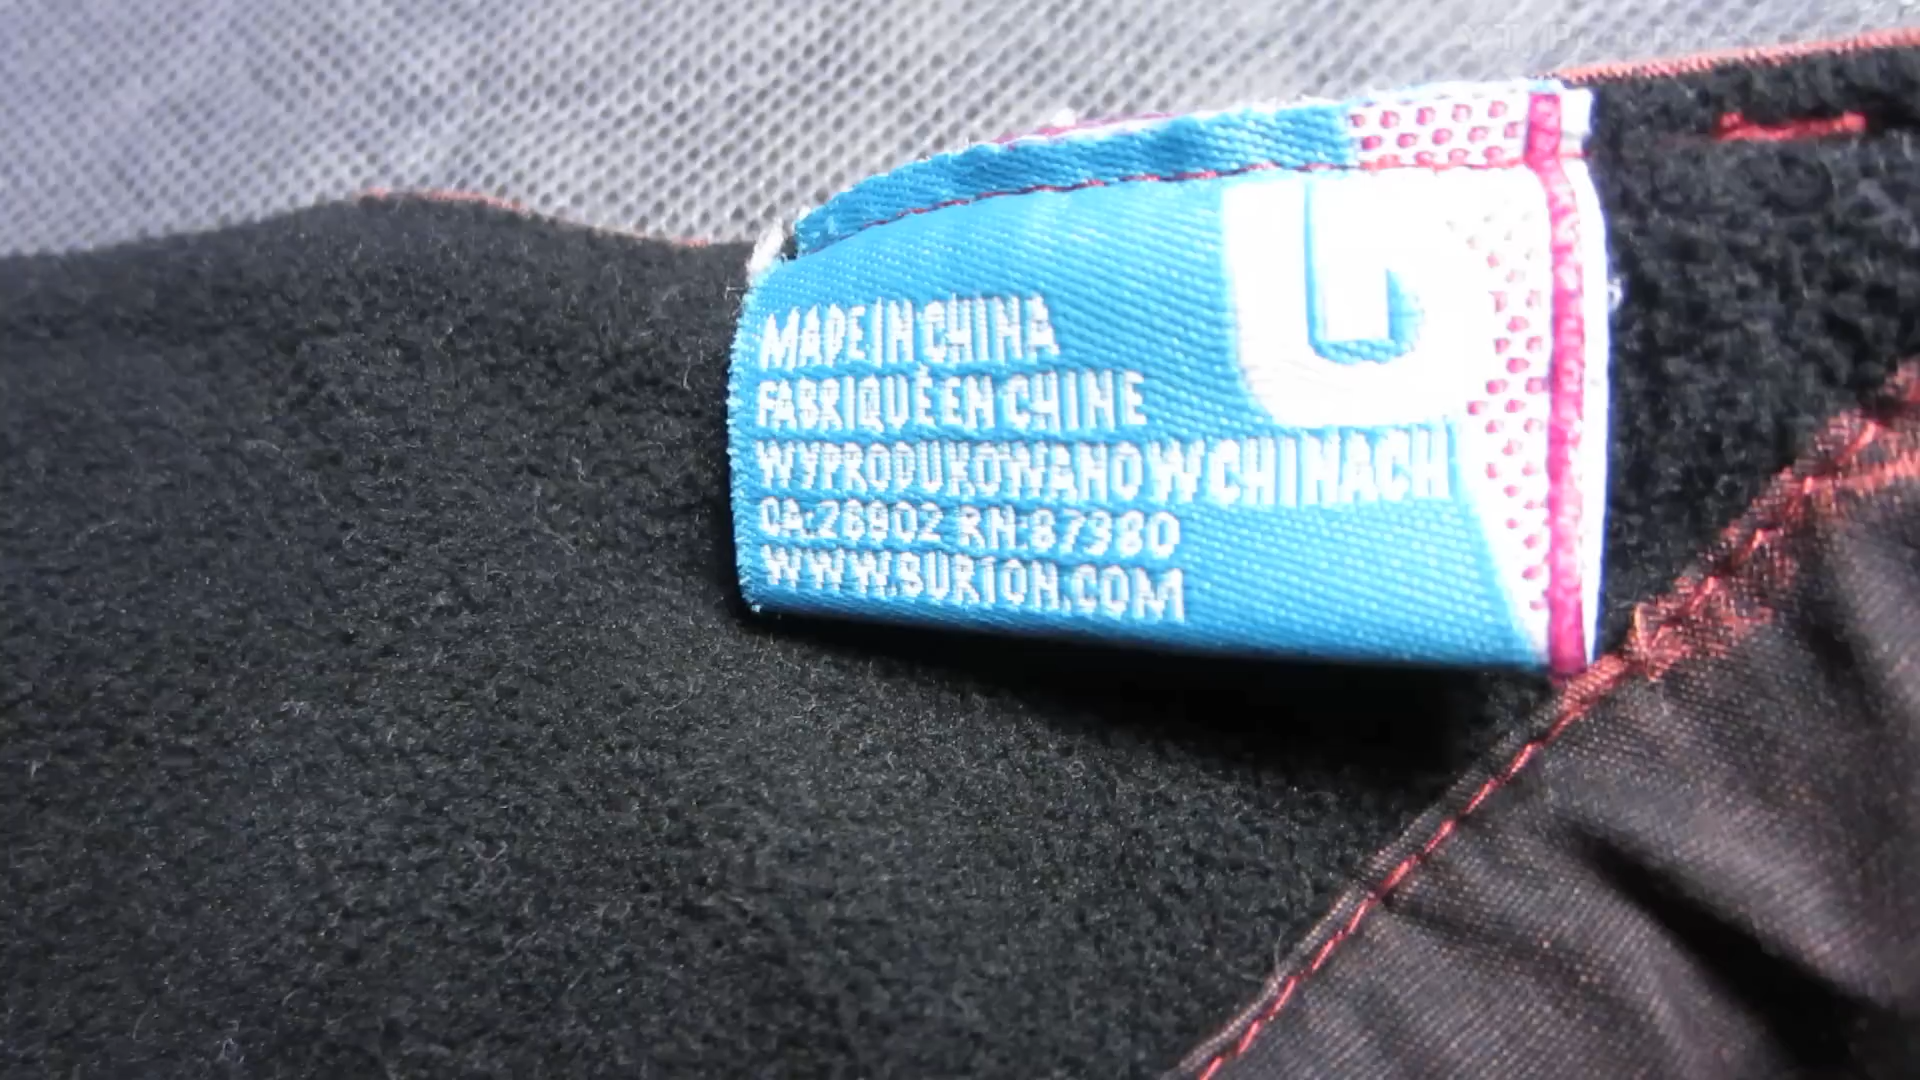 MADE IN CHINA
FABRIQUÉ EN CHINE
WYPRODUKOWANO W CHINACH
CA:26902 RN:87380
WWW.BURTON.COM